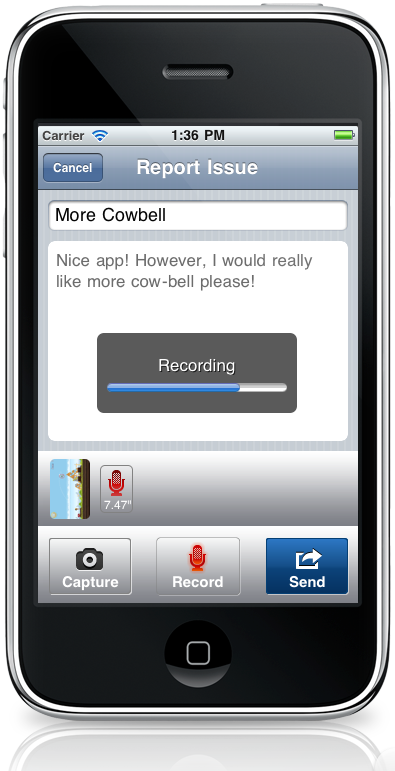 Carrier 1:36 PM
Cancel Report Issue
More Cowbell
Nice app! However, I would really
like more cow-bell please!
Recording
7.47"
Capture Record Send